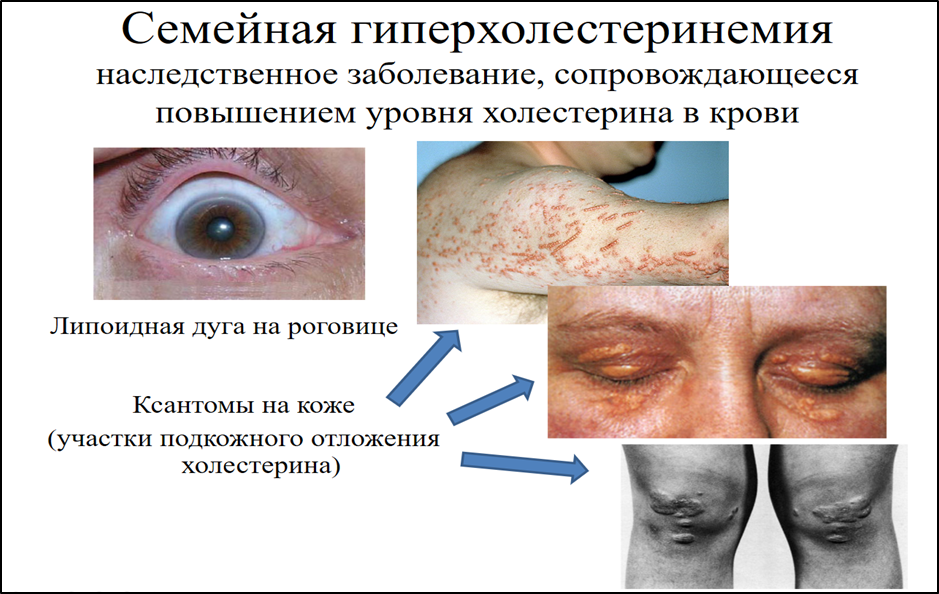 Семейная гиперхолестеринемия
наследственное заболевание, сопровождающееся
повышением уровня холестерина в крови
Липоидная дуга на роговице
Ксантомы на коже
(участки подкожного отложения
холестерина)